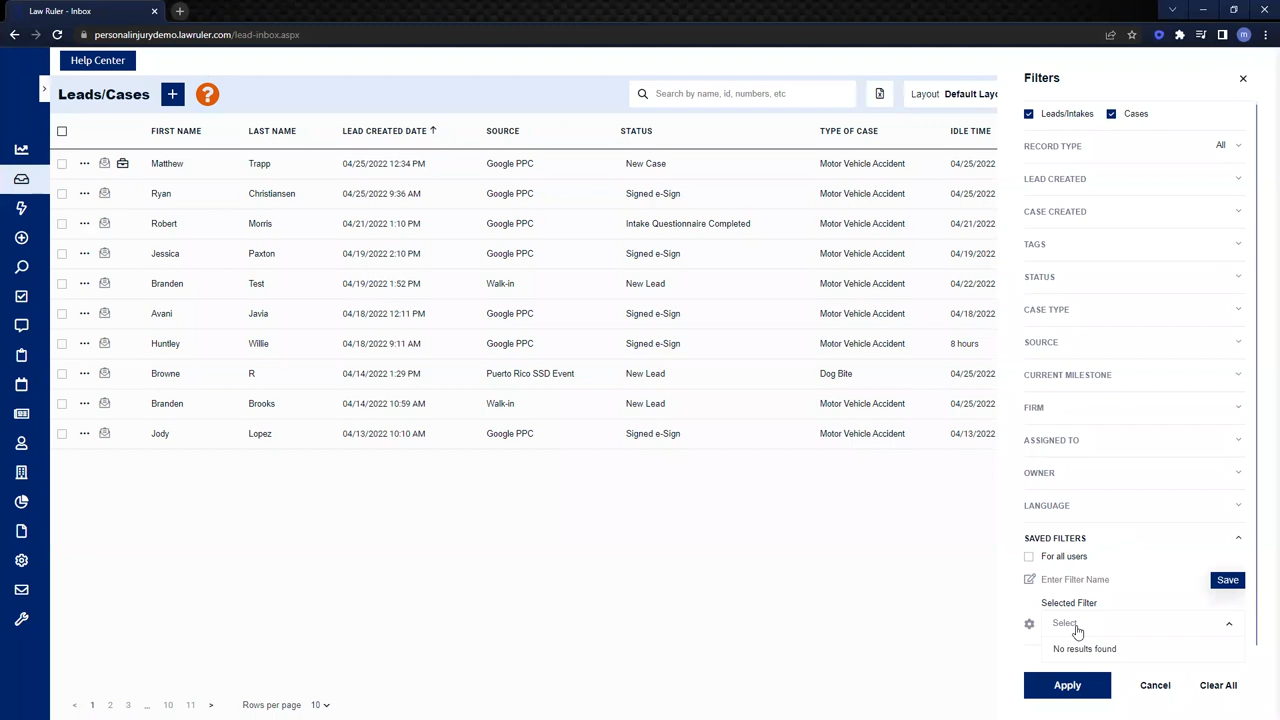 Law Ruler - Inbox
personalinjurydemo.lawruler.com/lead-inbox.aspx
m
Help Center
Leads/Cases + ?
Search by name, id, numbers, etc
Layout Default Layo
FIRST NAME LAST NAME LEAD CREATED DATE SOURCE STATUS TYPE OF CASE IDLE TIME
Matthew Trapp 04/25/2022 12:34 PM Google PPC New Case Motor Vehicle Accident 04/25/2022
Ryan Christiansen 04/25/2022 9:36 AM Google PPC Signed e-Sign Motor Vehicle Accident 04/25/2022
Robert Morris 04/21/2022 1:10 PM Google PPC Intake Questionnaire Completed Motor Vehicle Accident 04/21/2022
Jessica Paxton 04/19/2022 2:10 PM Google PPC Signed e-Sign Motor Vehicle Accident 04/19/2022
Branden Test 04/19/2022 1:52 PM Walk-in New Lead Motor Vehicle Accident 04/22/2022
Avani Javia 04/18/2022 12:11 PM Google PPC Signed e-Sign Motor Vehicle Accident 04/18/2022
Huntley Willie 04/18/2022 9:11 AM Google PPC Signed e-Sign Motor Vehicle Accident 8 hours
Browne R 04/14/2022 1:29 PM Puerto Rico SSD Event New Lead Dog Bite 04/25/2022
Branden Brooks 04/14/2022 10:59 AM Walk-in New Lead Motor Vehicle Accident 04/25/2022
Jody Lopez 04/13/2022 10:10 AM Google PPC Signed e-Sign Motor Vehicle Accident 04/13/2022
< 1 2 3 ... 10 11 > Rows per page 10
Filters
Leads/Intakes Cases
RECORD TYPE All
LEAD CREATED
CASE CREATED
TAGS
STATUS
CASE TYPE
SOURCE
CURRENT MILESTONE
FIRM
ASSIGNED TO
OWNER
LANGUAGE
SAVED FILTERS
For all users
Enter Filter Name Save
Selected Filter
Select
No results found
Apply Cancel Clear All